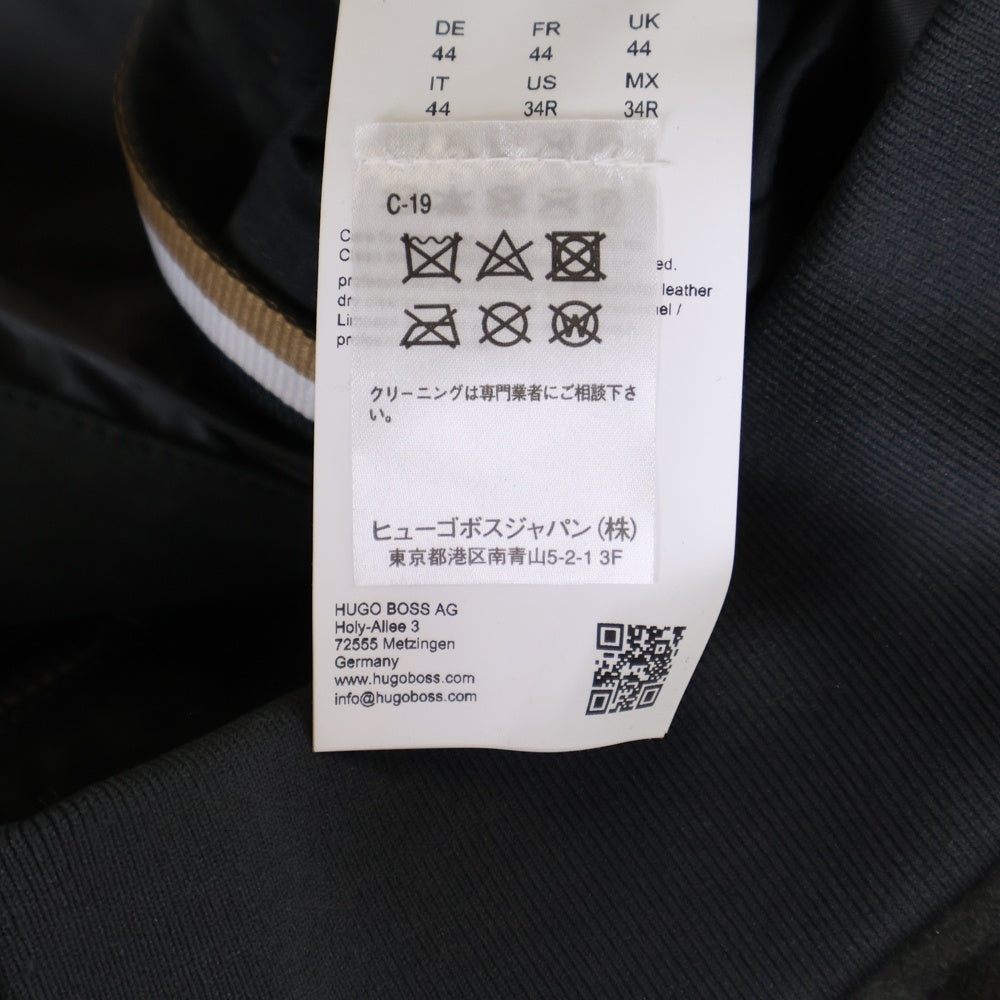 DE FR UK
44 44 44
IT US MX
44 34R 34R
C-19
ed.
leather
クリーニングは専門業者にご相談下さ
い。
ヒューゴボスジャパン(株)
東京都港区南青山5-2-1 3F
HUGO BOSS AG
Holy-Allee 3
72555 Metzingen
Germany
www.hugoboss.com
info@hugoboss.com